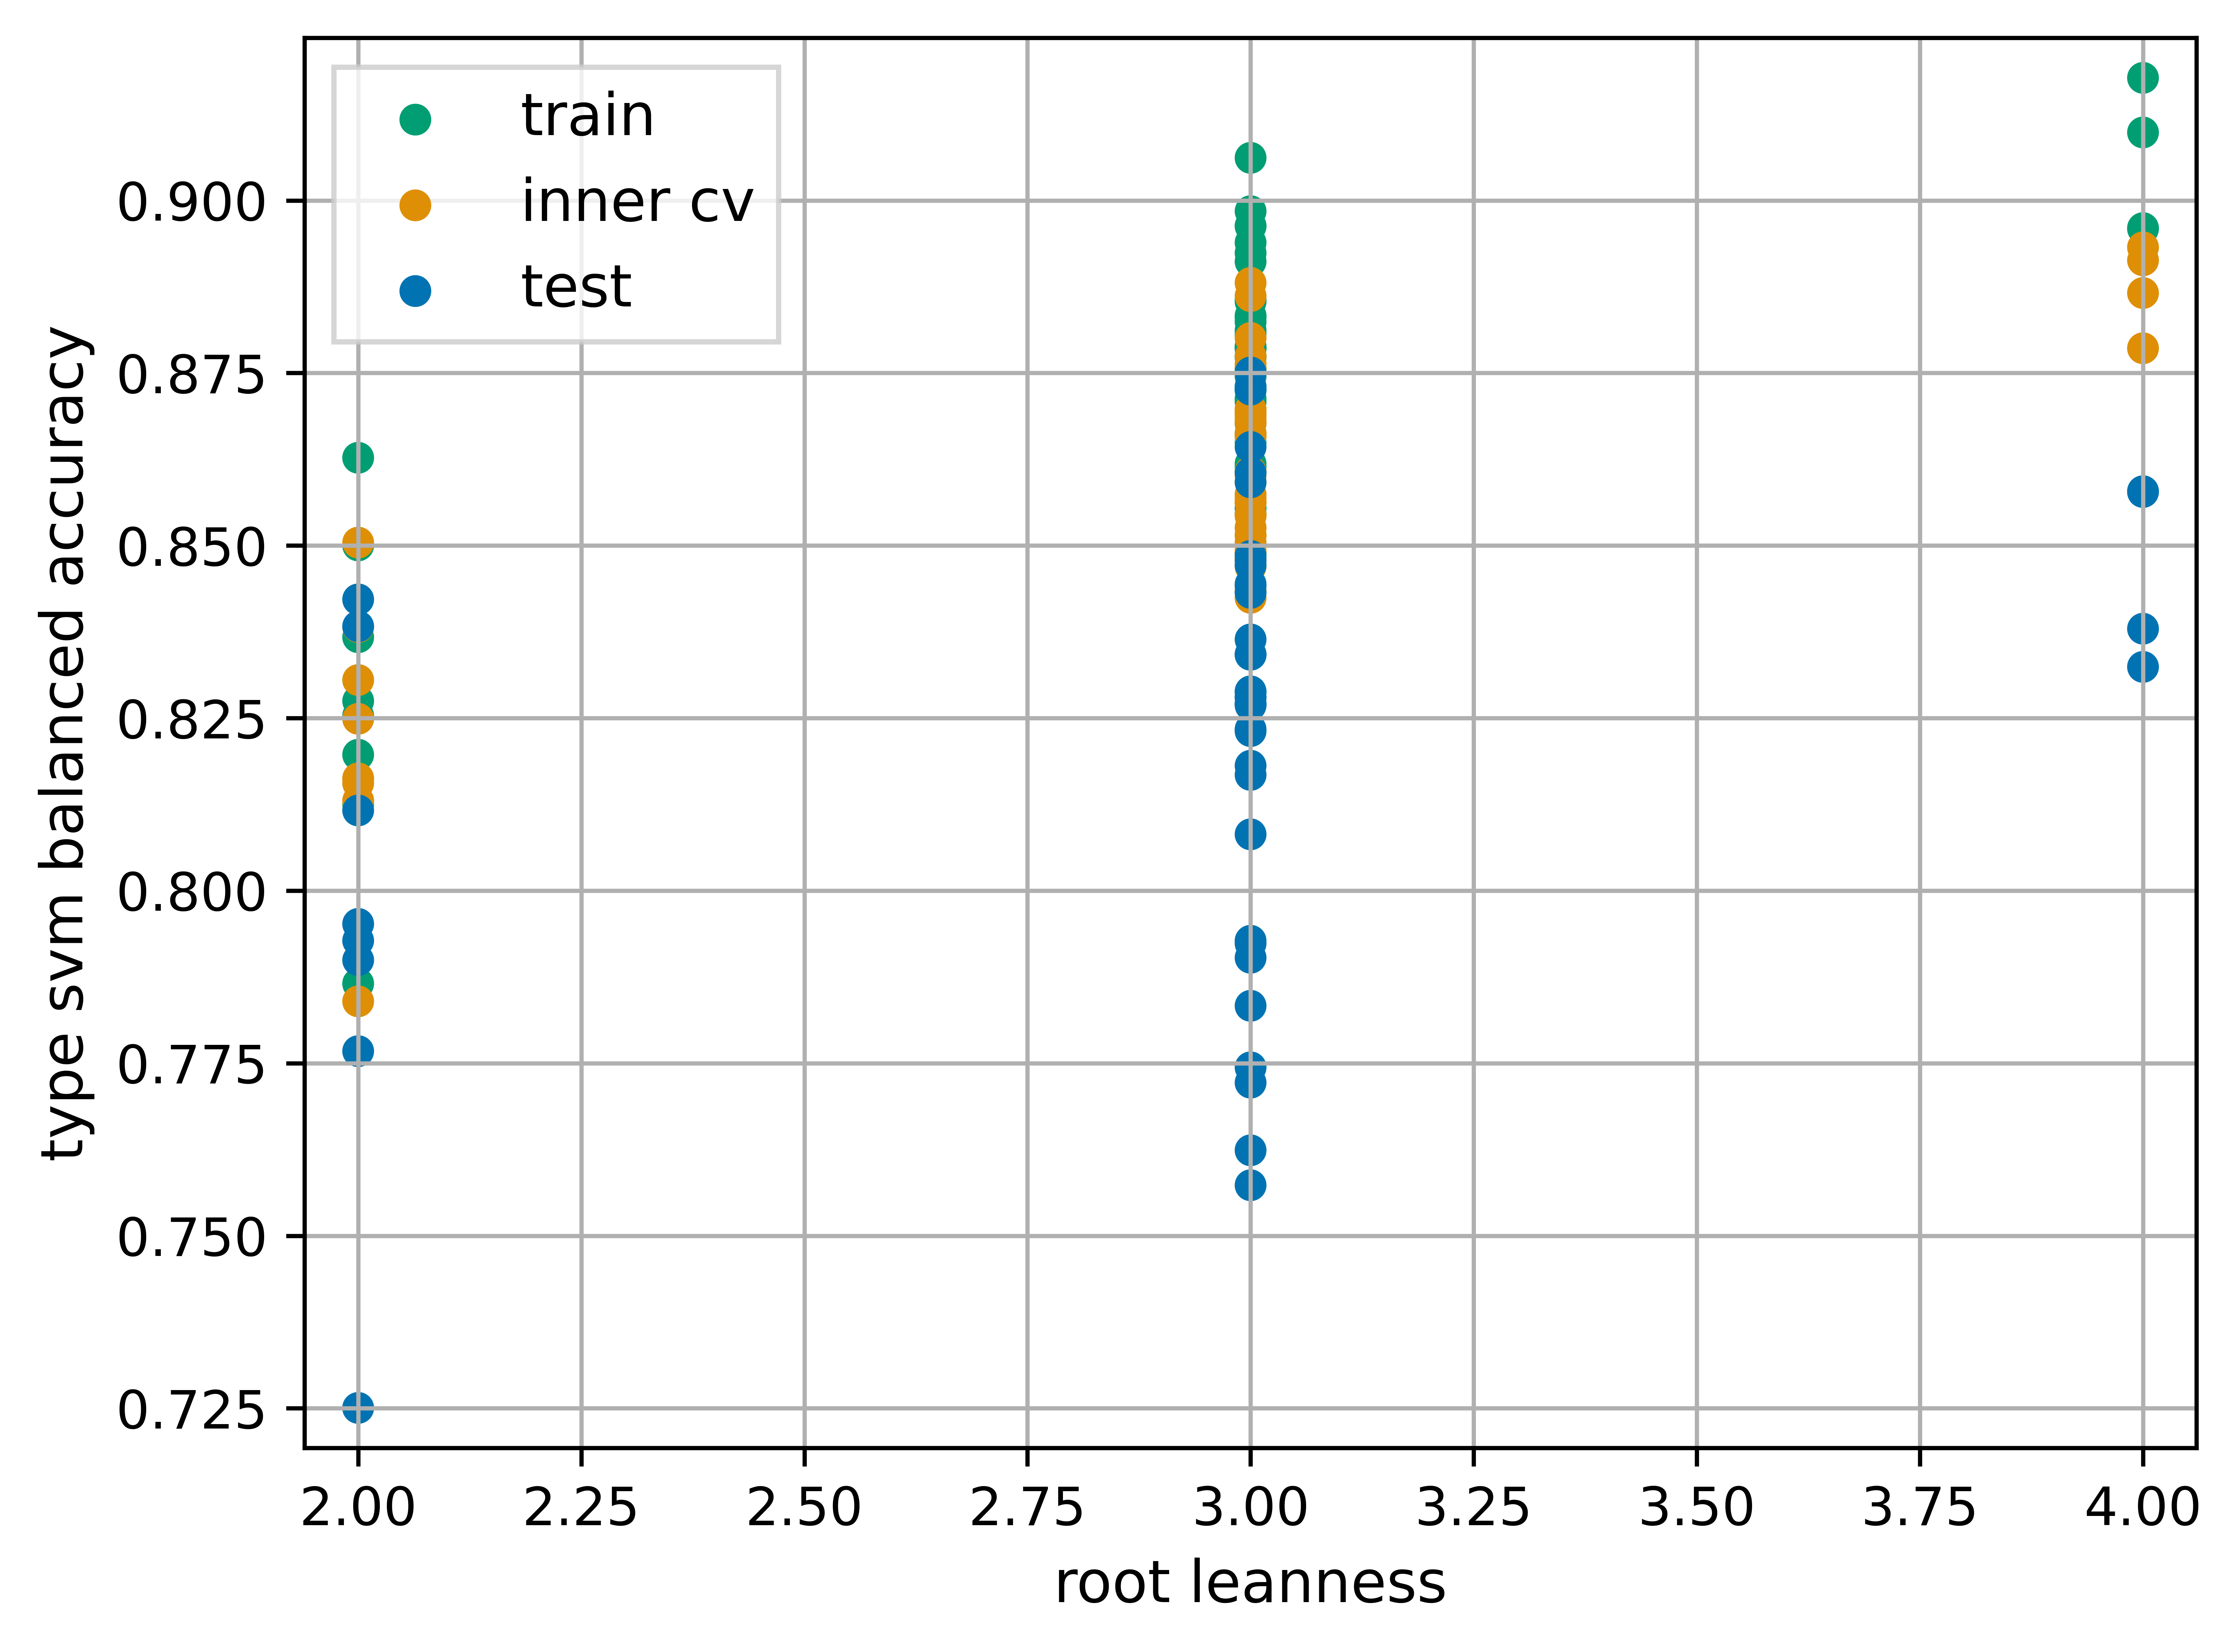 train
inner cv
test
0.900
0.875
0.850
0.825
0.800
0.775
0.750
0.725
type svm balanced accuracy
2.00 2.25 2.50 2.75 3.00 3.25 3.50 3.75 4.00
root leanness